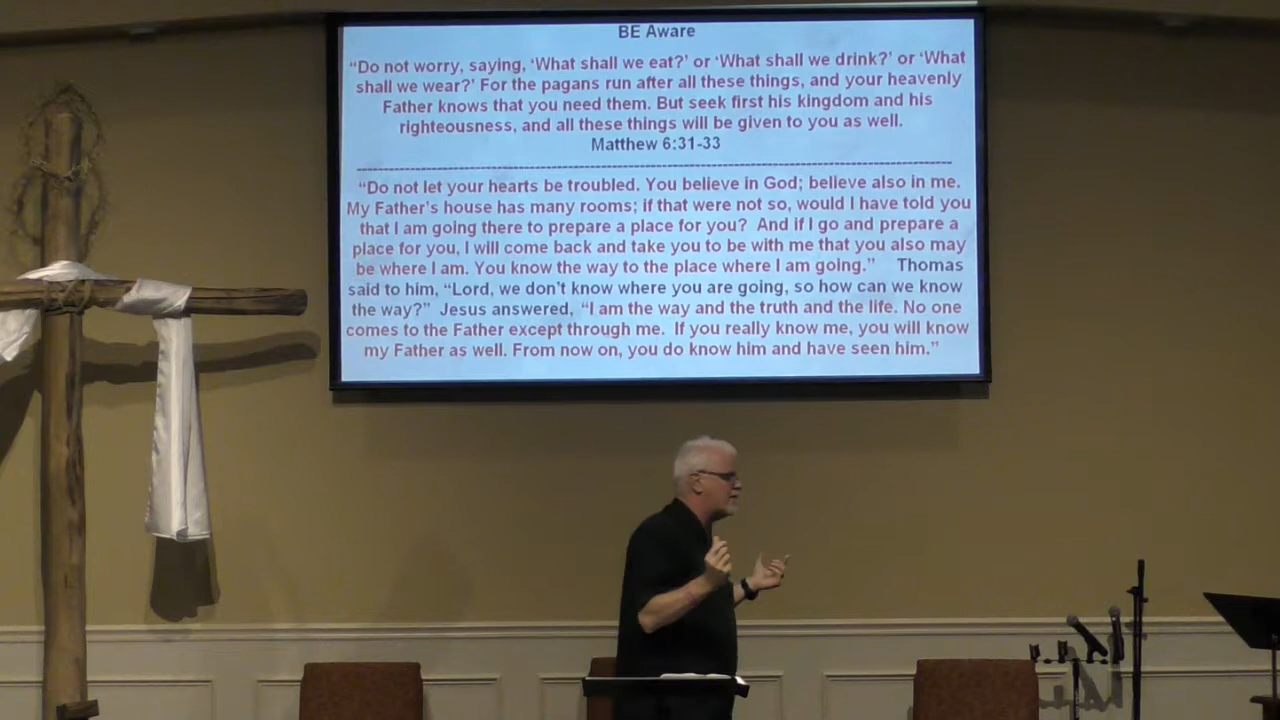 BE Aware
“Do not worry, saying, ‘What shall we eat?’ or ‘What shall we drink?’ or ‘What
shall we wear?’ For the pagans run after all these things, and your heavenly
Father knows that you need them. But seek first his kingdom and his
righteousness, and all these things will be given to you as well.
Matthew 6:31-33
“Do not let your hearts be troubled. You believe in God; believe also in me.
My Father’s house has many rooms; if that were not so, would I have told you
that I am going there to prepare a place for you? And if I go and prepare a
place for you, I will come back and take you to be with me that you also may
be where I am. You know the way to the place where I am going.” Thomas
said to him, “Lord, we don’t know where you are going, so how can we know
the way?” Jesus answered, “I am the way and the truth and the life. No one
comes to the Father except through me. If you really know me, you will know
my Father as well. From now on, you do know him and have seen him.”